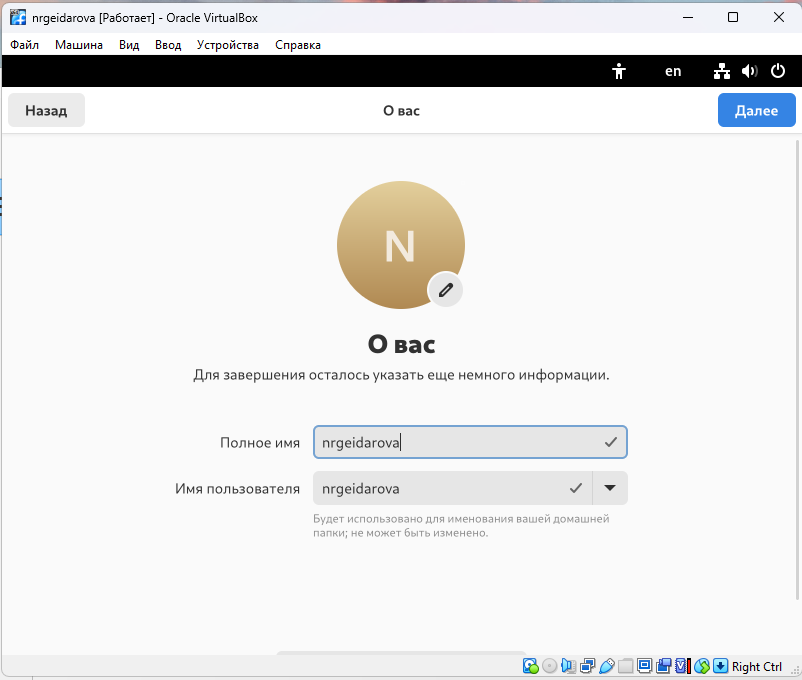 nrgeidarova [Работает] - Oracle VirtualBox
Файл Машина Вид Ввод Устройства Справка
en
Назад О вас Далее
N
О вас
Для завершения осталось указать еще немного информации.
Полное имя nrgeidarova
Имя пользователя nrgeidarova
Будет использовано для именования вашей домашней
папки; не может быть изменено.
Right Ctrl